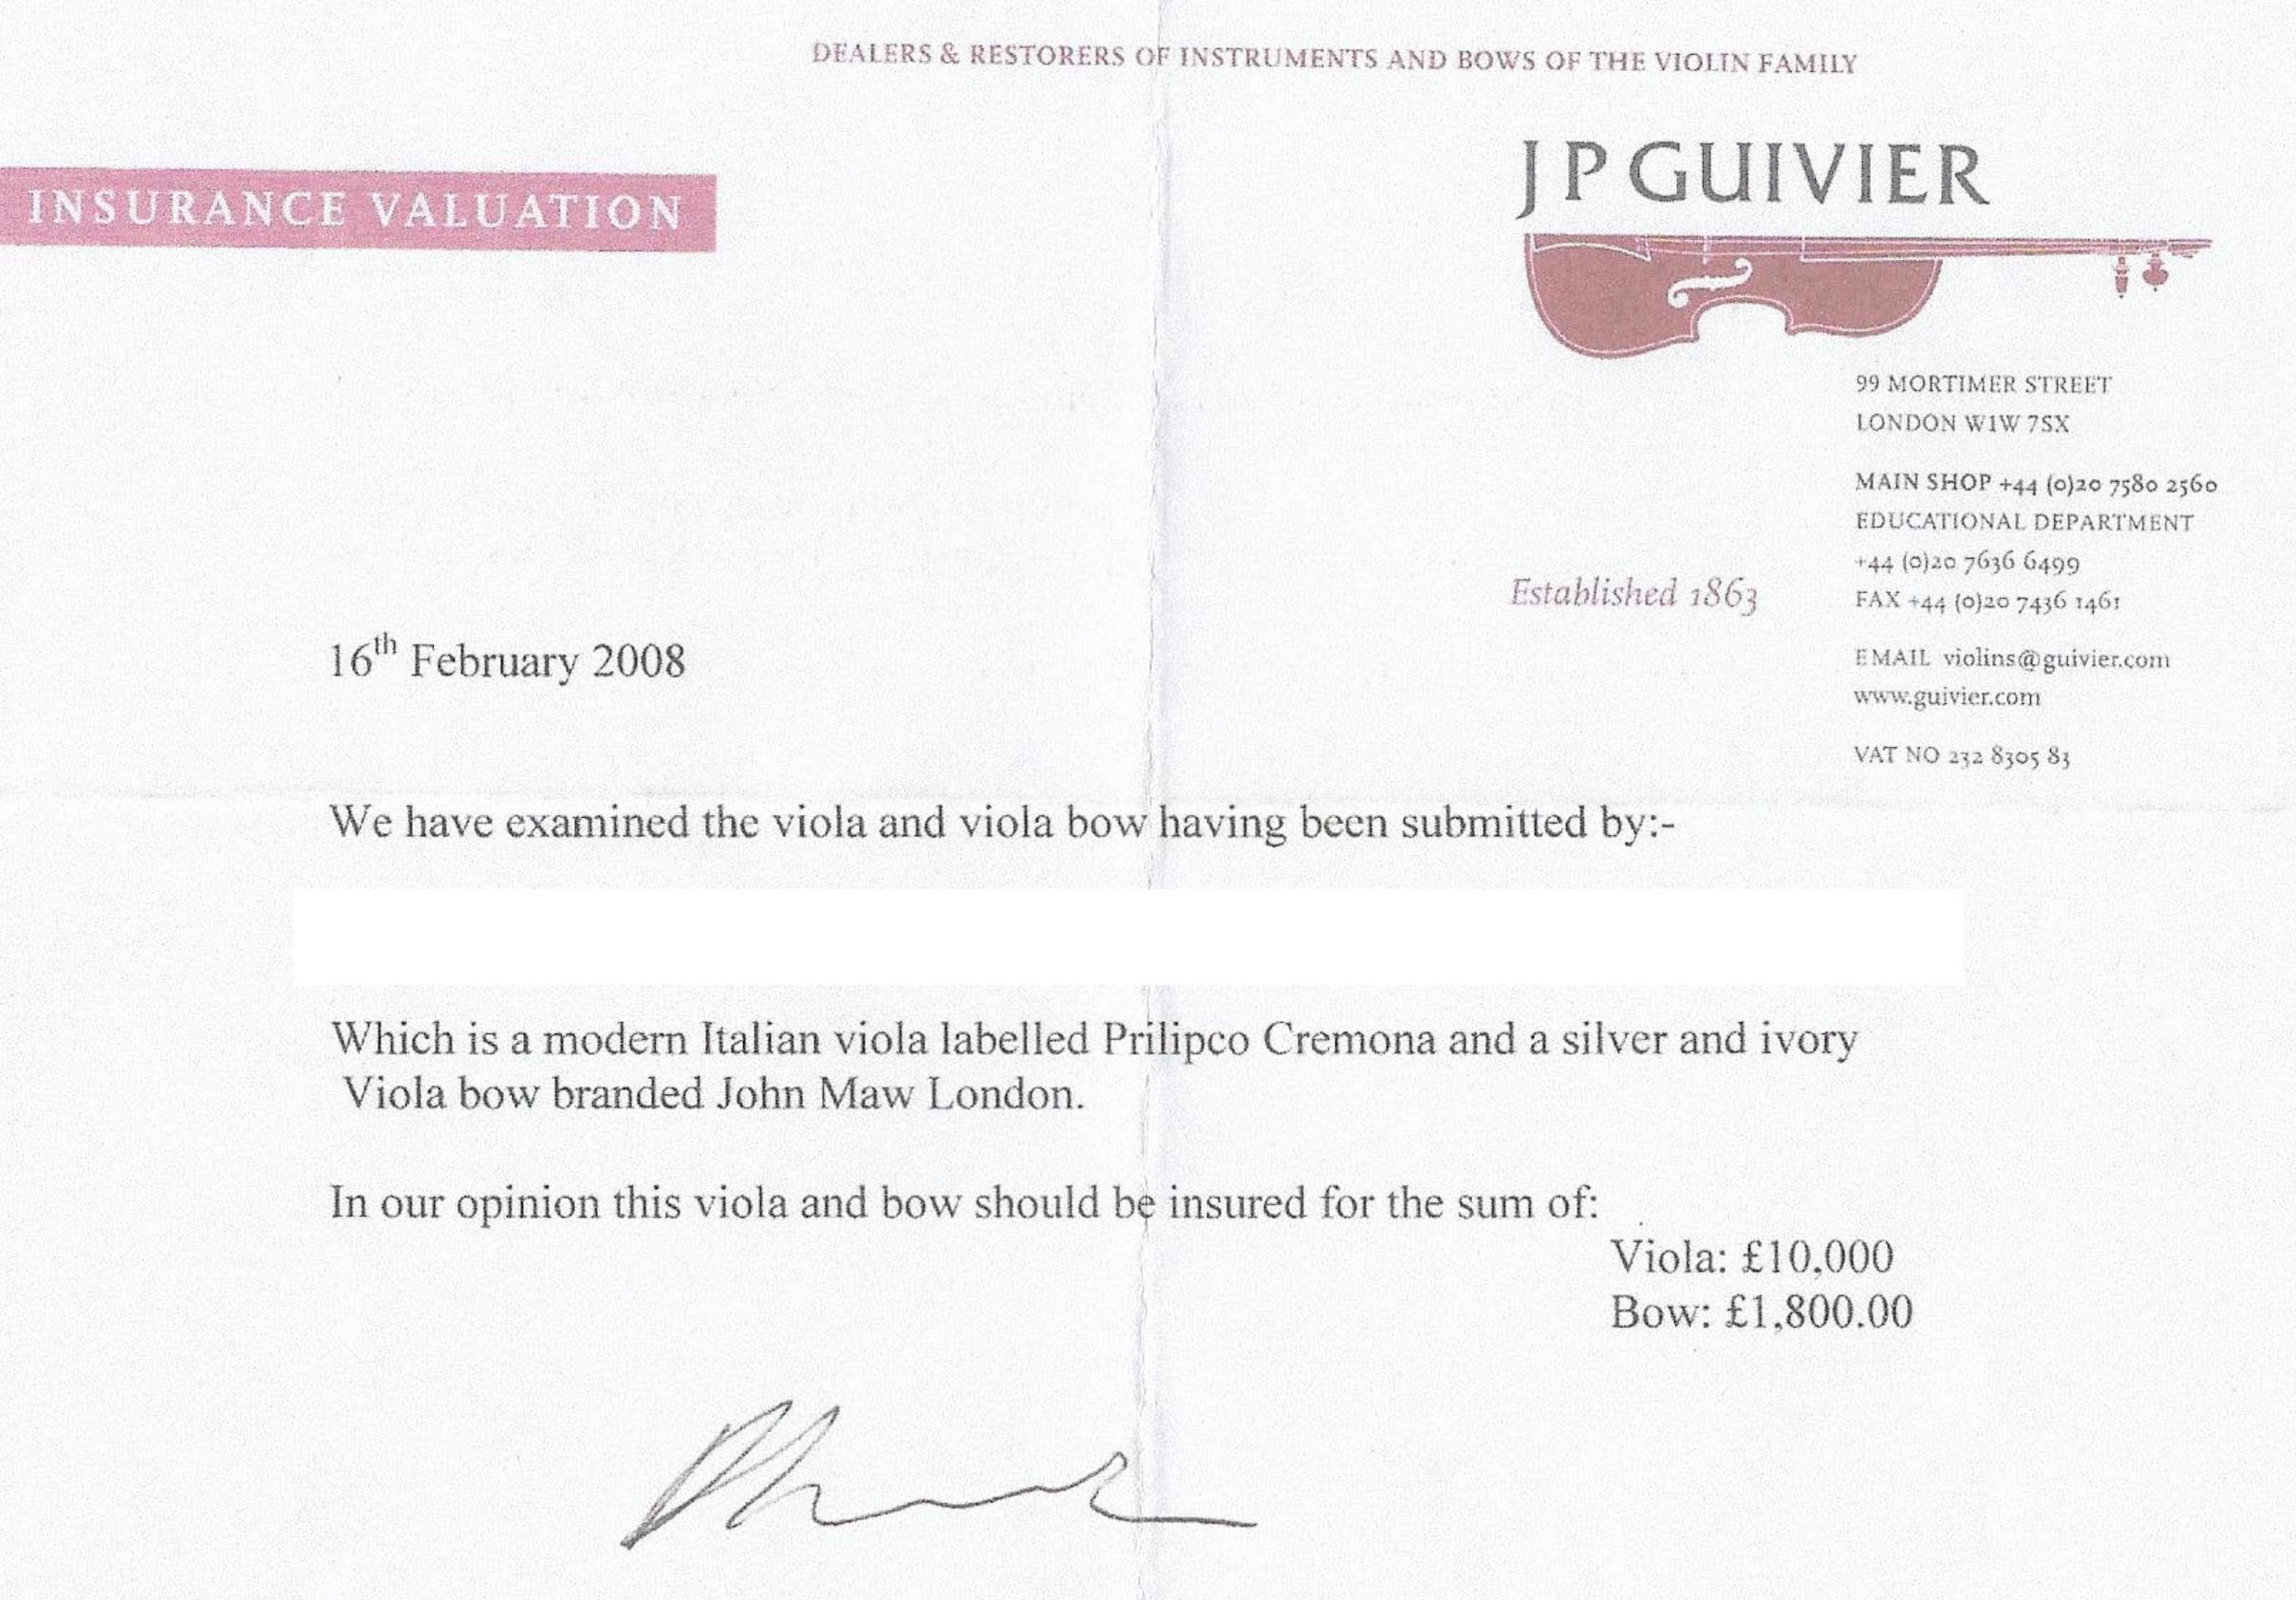 DEALERS & RESTORERS OF INSTRUMENTS AND BOWS OF THE VIOLIN FAMILY
INSURANCE VALUATION
J P GUIVIER
99 MORTIMER STREET
LONDON W1W 7SX
MAIN SHOP +44 (0)20 7580 2560
EDUCATIONAL DEPARTMENT
+44 (0)20 7636 6499
FAX +44 (0)20 7436 1461
Established 1863
EMAIL violins@guivier.com
www.guivier.com
VAT NO 232 8305 83
16th February 2008
We have examined the viola and viola bow having been submitted by:-
Which is a modern Italian viola labelled Prilipco Cremona and a silver and ivory
Viola bow branded John Maw London.
In our opinion this viola and bow should be insured for the sum of:
Viola: £10,000
Bow: £1,800.00